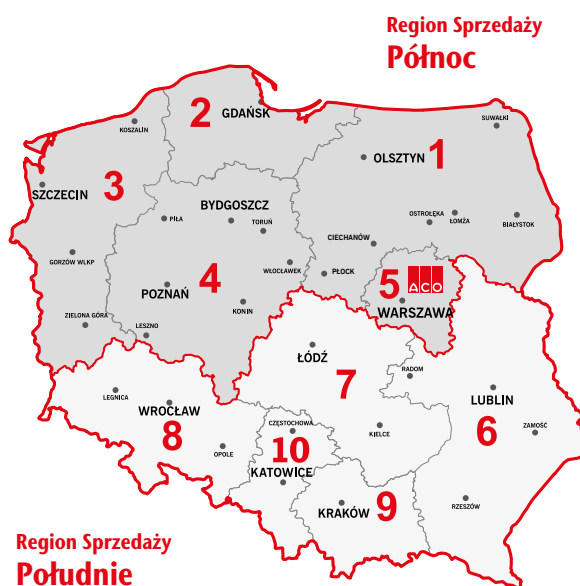 Region Sprzedaży
Północ
2
GDAŃSK
KOSZALIN
SUWAŁKI
OLSZTYN
1
SZCZECIN
3
BYDGOSZCZ
PIŁA
TORUŃ
OSTROŁĘKA
ŁOMŻA
BIAŁYSTOK
CIECHANÓW
GORZÓW WLKP
WŁOCŁAWEK
PŁOCK
POZNAŃ
4
5
ACO
WARSZAWA
KONIN
ZIELONA GÓRA
LESZNO
ŁÓDŹ
7
RADOM
LUBLIN
6
ZAMOŚĆ
LEGNICA
WROCŁAW
8
OPOLE
CZĘSTOCHOWA
10
KATOWICE
KIELCE
KRAKÓW
9
RZESZÓW
Region Sprzedaży
Południe